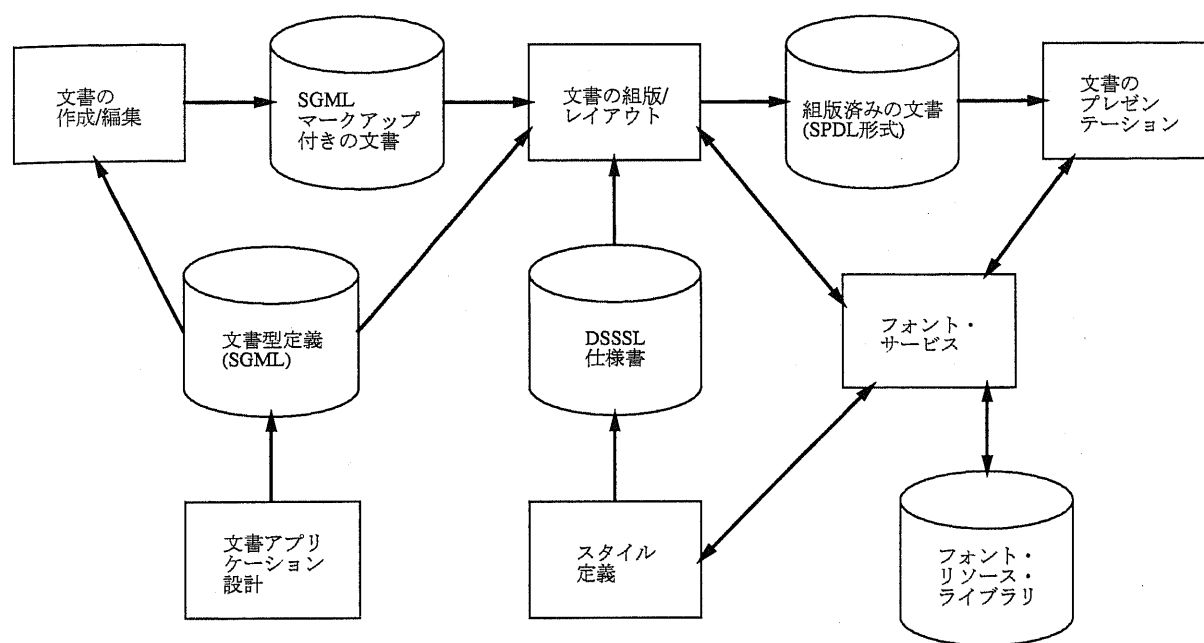 文書の
作成/編集
SGML
マークアップ
付きの文書
文書の組版/
レイアウト
組版済みの文書
(SPDL形式)
文書の
プレゼン
テーション
文書型定義
(SGML)
DSSSL
仕様書
フォント・
サービス
文書アプリ
ケーション
設計
スタイル
定義
フォント・
リソース・
ライブラリ